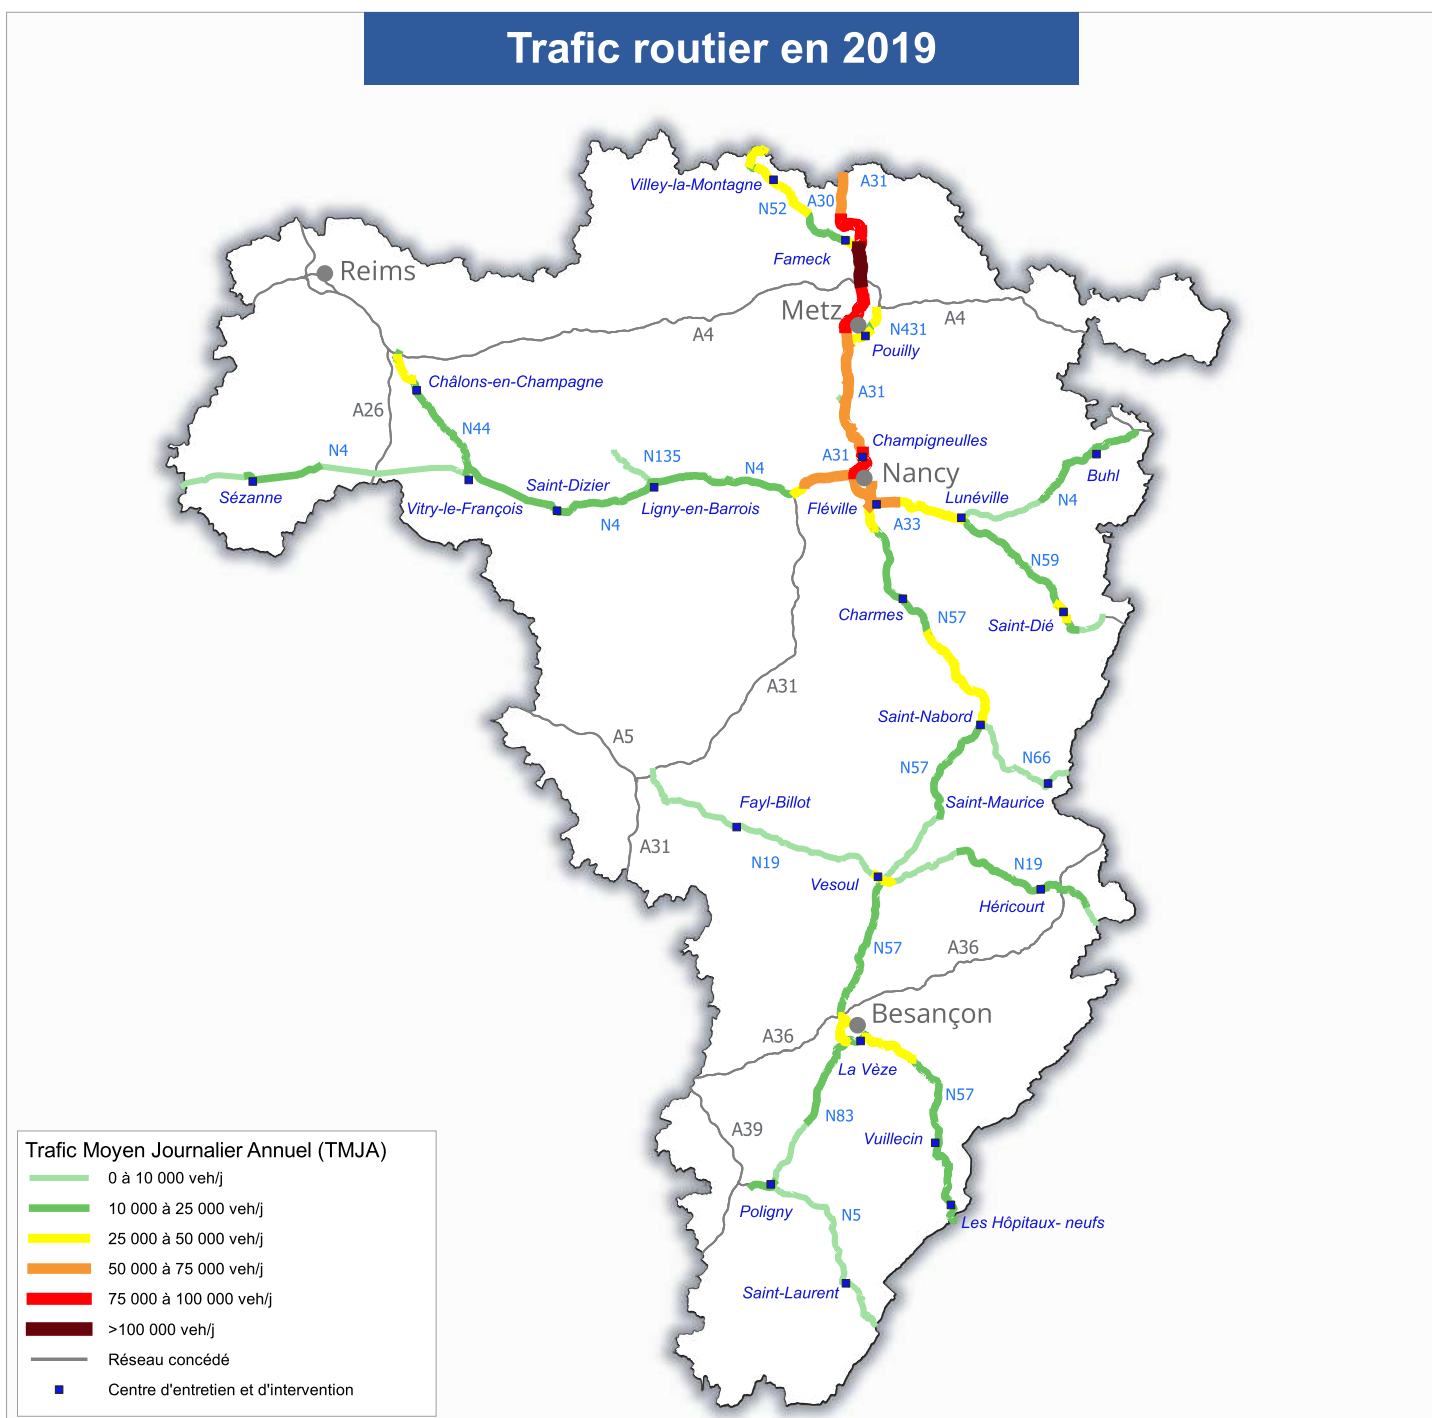 Trafic routier en 2019
Villey-la-Montagne
A31
A30
N52
Fameck
Reims
Metz
A4
A4
N431
Pouilly
Châlons-en-Champagne
A26
A31
N44
Champigneulles
N4
N135
N4
A31
Nancy
Buhl
Sézanne
Saint-Dizier
Lunéville
Vitry-le-François
Ligny-en-Barrois
Fléville
N4
N4
A33
N59
Charmes
N57
Saint-Dié
A31
Saint-Nabord
A5
N57
N66
Fayl-Billot
Saint-Maurice
A31
N19
N19
Vesoul
Héricourt
N57
A36
Besançon
A36
La Vèze
N57
N83
A39
Vuillecin
Poligny
N5
Les Hôpitaux- neufs
Saint-Laurent
Trafic Moyen Journalier Annuel (TMJA)
0 à 10 000 veh/j
10 000 à 25 000 veh/j
25 000 à 50 000 veh/j
50 000 à 75 000 veh/j
75 000 à 100 000 veh/j
>100 000 veh/j
Réseau concédé
Centre d'entretien et d'intervention